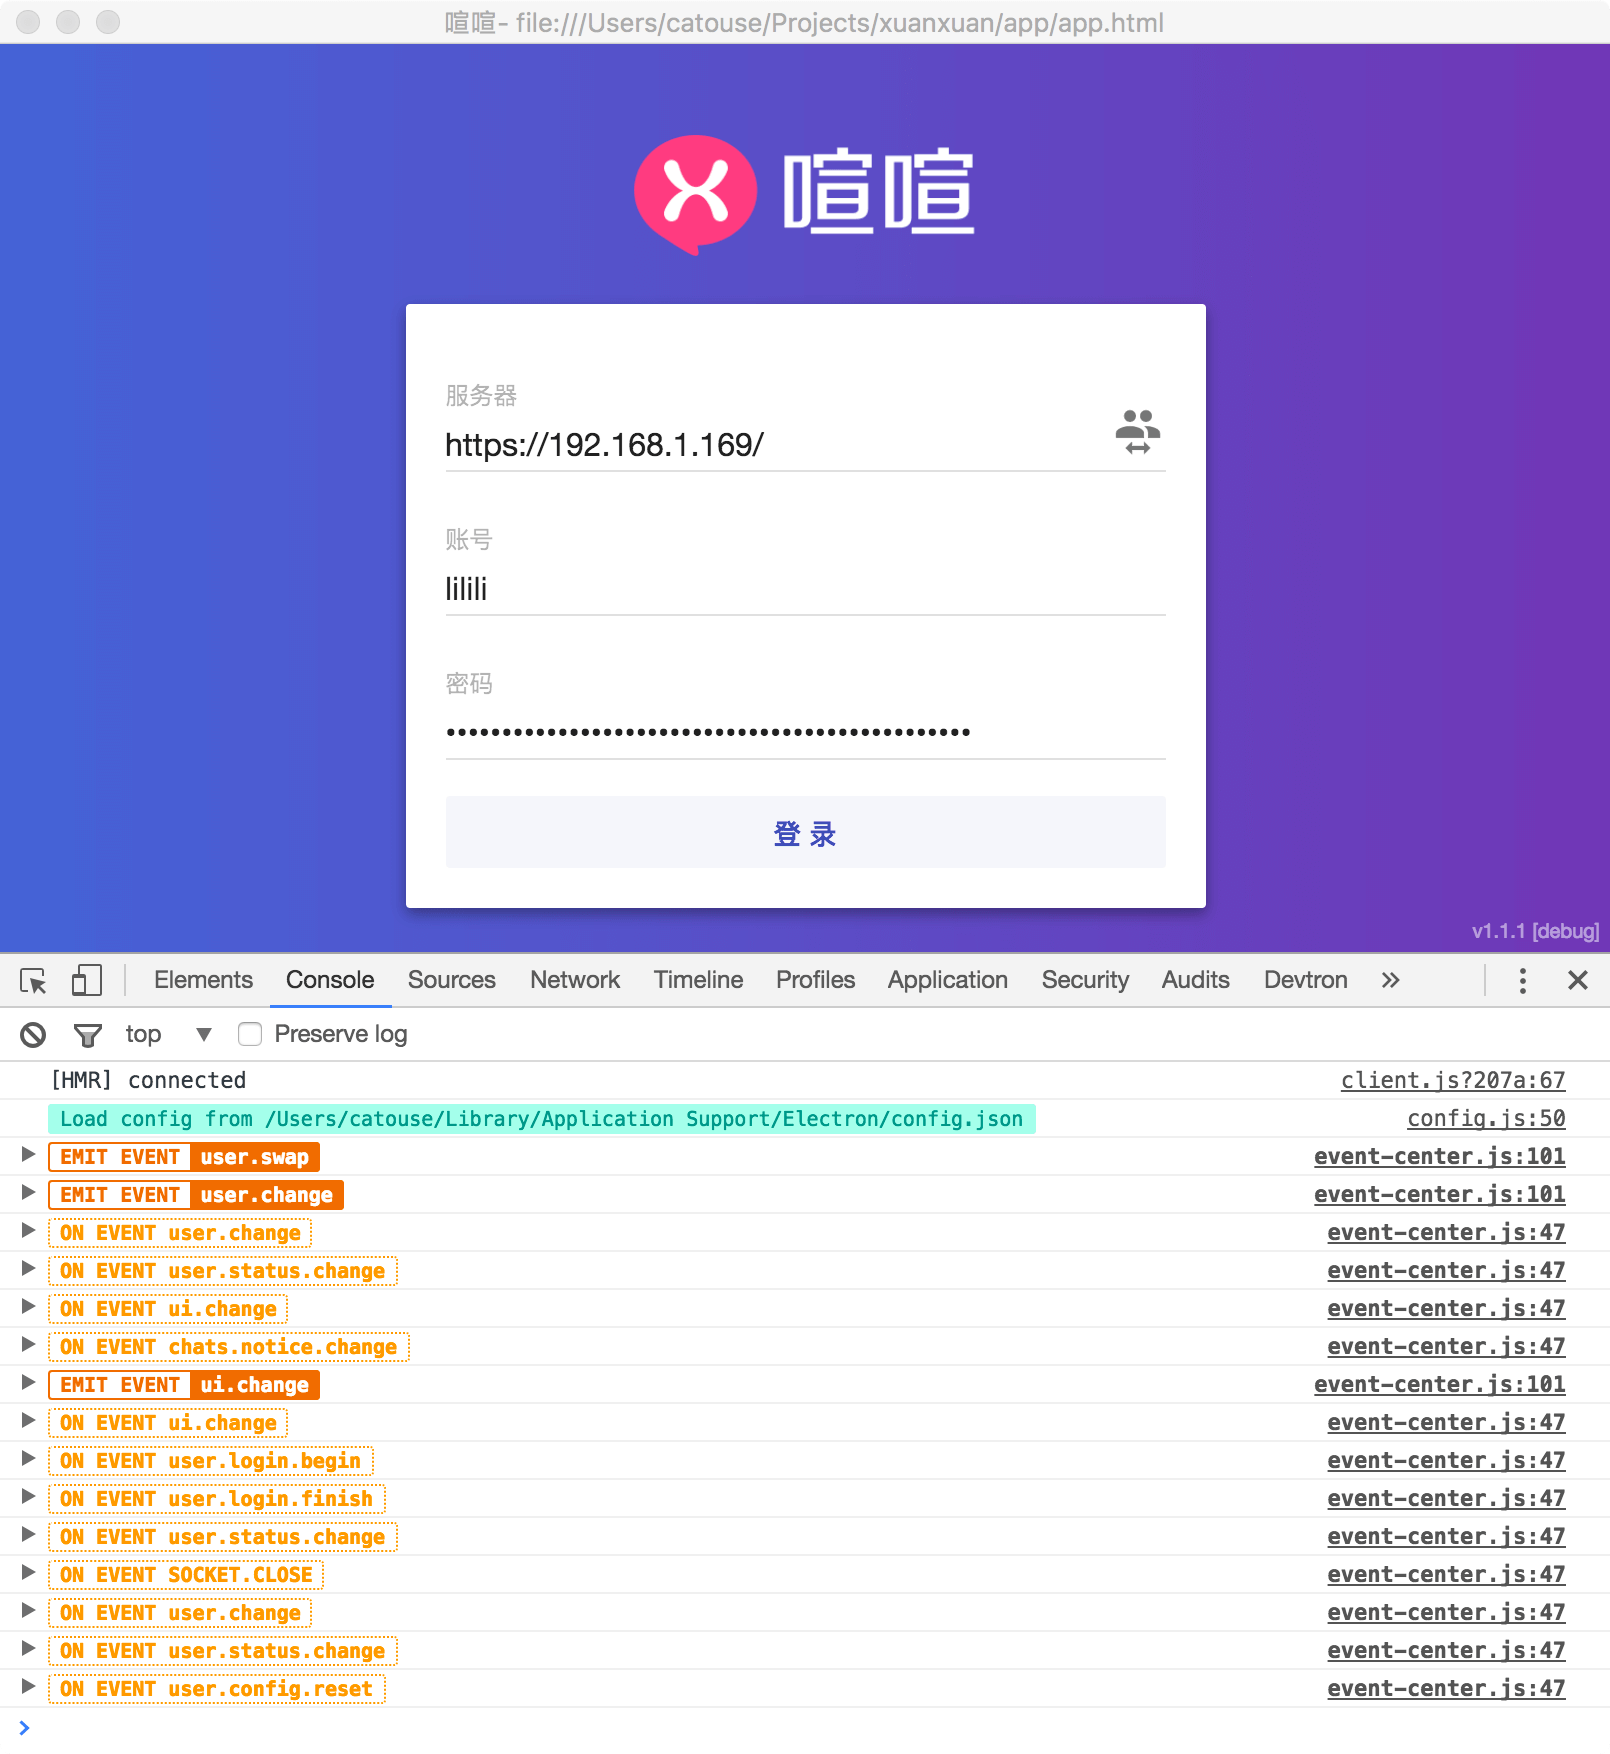 喧喧- file:///Users/catouse/Projects/xuanxuan/app/app.html
喧喧
服务器
https://192.168.1.169/
账号
lilili
密码
登 录
v1.1.1 [debug]
Elements Console Sources Network Timeline Profiles Application Security Audits Devtron
top Preserve log
[HMR] connected client.js?207a:67
Load config from /Users/catouse/Library/Application Support/Electron/config.json config.js:50
EMIT EVENT user.swap event-center.js:101
EMIT EVENT user.change event-center.js:101
ON EVENT user.change event-center.js:47
ON EVENT user.status.change event-center.js:47
ON EVENT ui.change event-center.js:47
ON EVENT chats.notice.change event-center.js:47
EMIT EVENT ui.change event-center.js:101
ON EVENT ui.change event-center.js:47
ON EVENT user.login.begin event-center.js:47
ON EVENT user.login.finish event-center.js:47
ON EVENT user.status.change event-center.js:47
ON EVENT SOCKET.CLOSE event-center.js:47
ON EVENT user.change event-center.js:47
ON EVENT user.status.change event-center.js:47
ON EVENT user.config.reset event-center.js:47